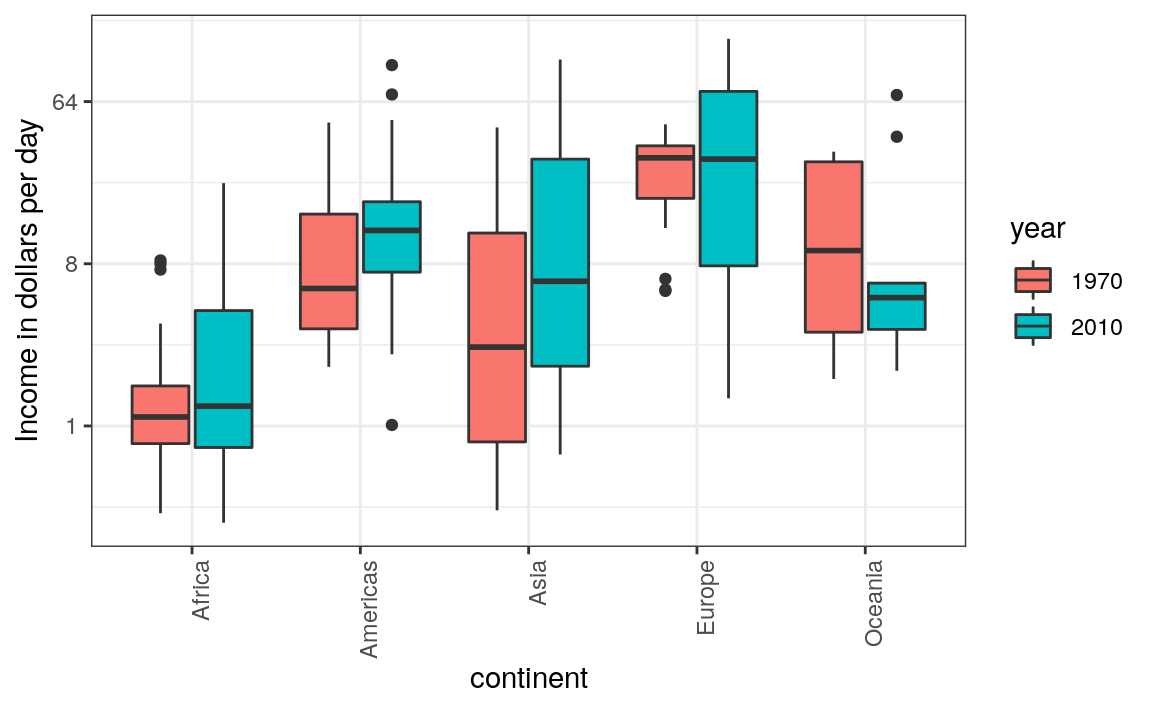 Income in dollars per day
64
8
1
Africa
Americas
Asia
Europe
Oceania
continent
year
1970
2010